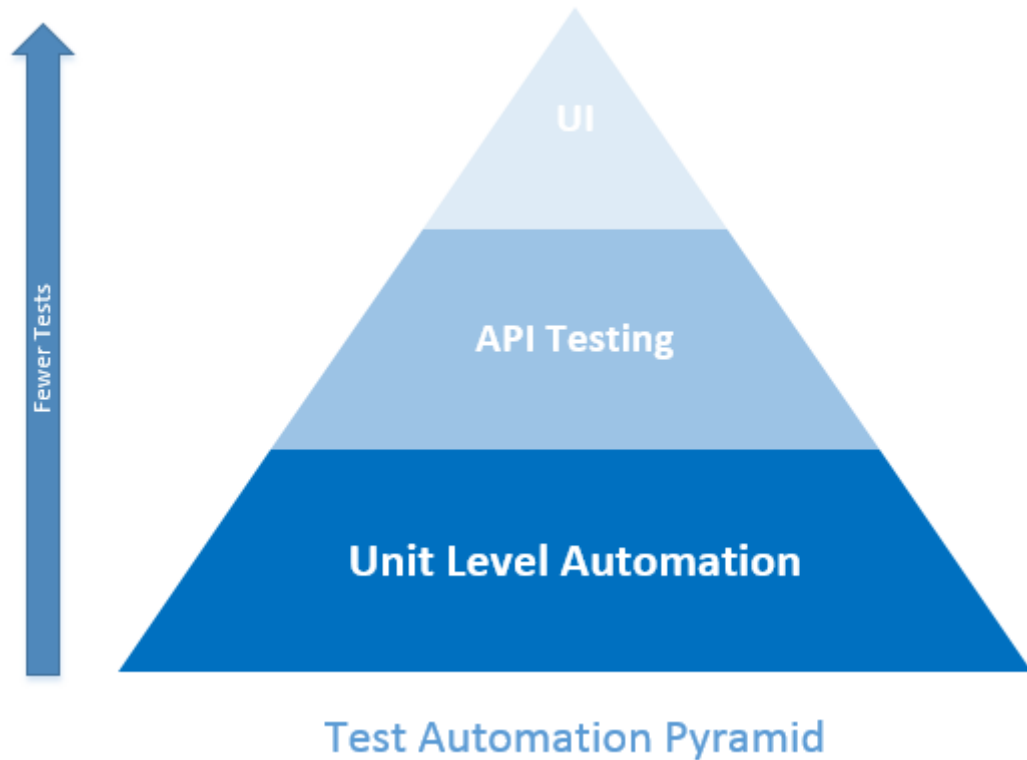 UI
Fewer Tests
API Testing
Unit Level Automation
Test Automation Pyramid